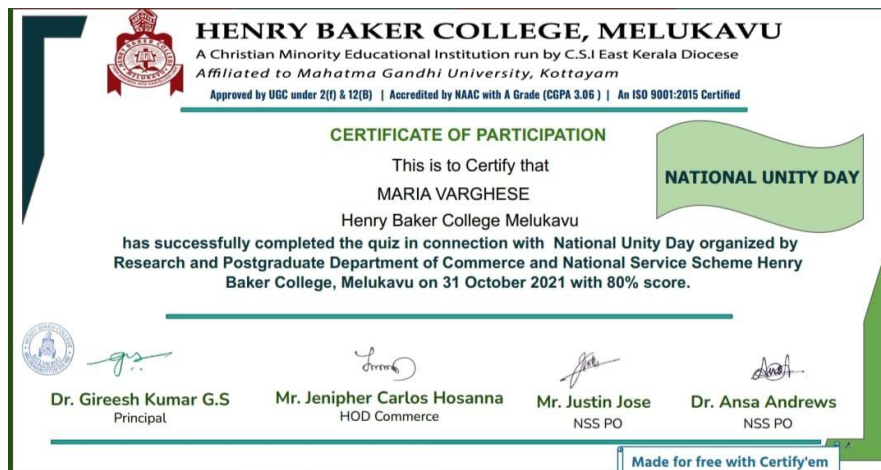 HENRY BAKER COLLEGE, MELUKAVU
A Christian Minority Educational Institution run by C.S.I East Kerala Diocese
Affiliated to Mahatma Gandhi University, Kottayam
Approved by UGC under 2(f) & 12(B) | Accredited by NAAC with A Grade (CGPA 3.06 ) | An ISO 9001:2015 Certified
CERTIFICATE OF PARTICIPATION
This is to Certify that
NATIONAL UNITY DAY
MARIA VARGHESE
Henry Baker College Melukavu
has successfully completed the quiz in connection with National Unity Day organized by
Research and Postgraduate Department of Commerce and National Service Scheme Henry
Baker College, Melukavu on 31 October 2021 with 80% score.
Dr. Gireesh Kumar G.S
Principal
Mr. Jenipher Carlos Hosanna
HOD Commerce
Mr. Justin Jose
NSS PO
Dr. Ansa Andrews
NSS PO
Made for free with Certify'em